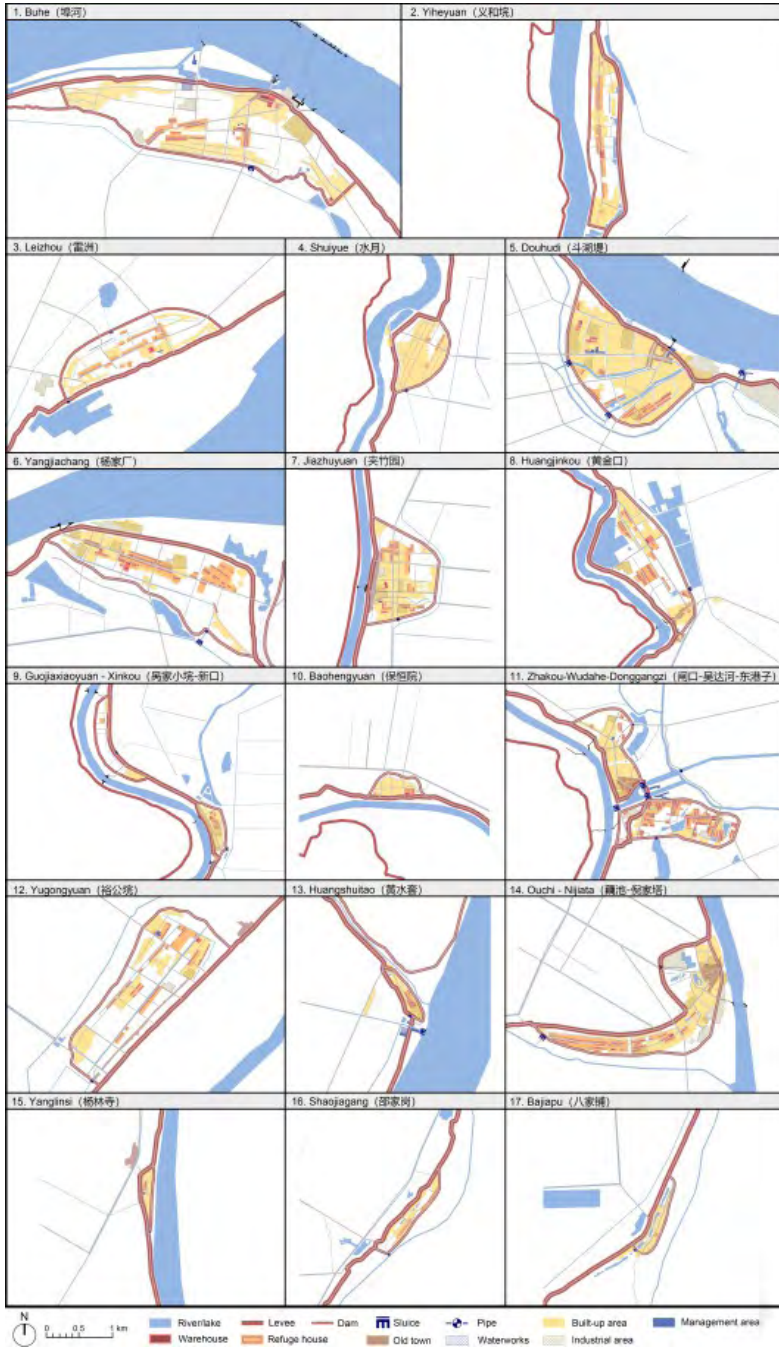 1. Buhe (埠河)
2. Yiheyuan (义和垸)
3. Leizhou (雷洲)
4. Shuiyue (水月)
5. Douhudi (斗湖堤)
6. Yangjiachang (杨家厂)
7. Jiazhuyuan (夹竹园)
8. Huangjinkou (黄金口)
9. Guojiaxiaoyuan - Xinkou (吴家小垸-新口)
10. Baohengyuan (保恒院)
11. Zhakou-Wudahe-Donggangzi (闸口-吴达河-东港子)
12. Yugongyuan (裕公垸)
13. Huangshuitao (黄水套)
14. Ouchi - Nijiata (藕池-倪家塔)
15. Yanglinsi (杨林寺)
16. Shaojiagang (邵家岗)
17. Bajiapu (八家铺)
N
0 0.5 1 km
River/lake
Levee
Dam
Sluice
Pipe
Built-up area
Management area
Warehouse
Refuge house
Old town
Waterworks
Industrial area